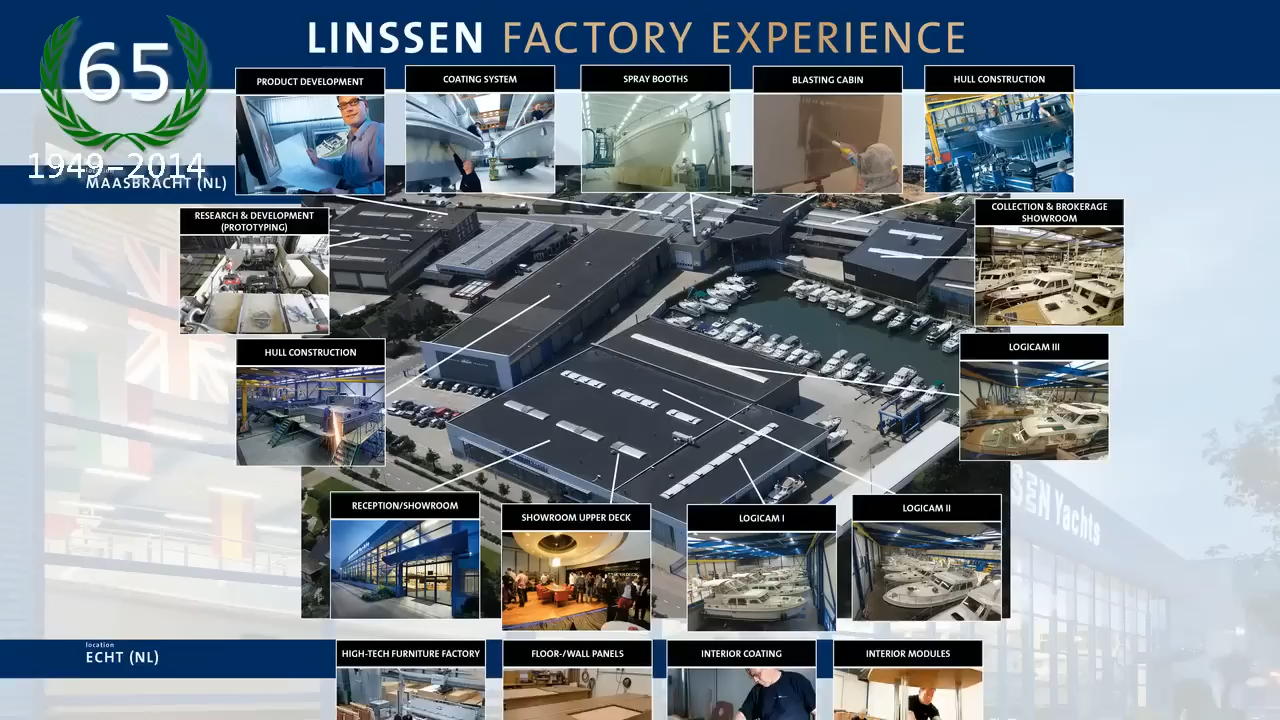 LINSSEN FACTORY EXPERIENCE
65
1949-2014
MAASBRACHT (NL)
PRODUCT DEVELOPMENT
COATING SYSTEM
SPRAY BOOTHS
BLASTING CABIN
HULL CONSTRUCTION
RESEARCH & DEVELOPMENT
(PROTOTYPING)
COLLECTION & BROKERAGE
SHOWROOM
HULL CONSTRUCTION
LOGICAM III
RECEPTION/SHOWROOM
SHOWROOM UPPER DECK
LOGICAM I
LOGICAM II
SEN Yachts
location
ECHT (NL)
HIGH-TECH FURNITURE FACTORY
FLOOR-/WALL PANELS
INTERIOR COATING
INTERIOR MODULES